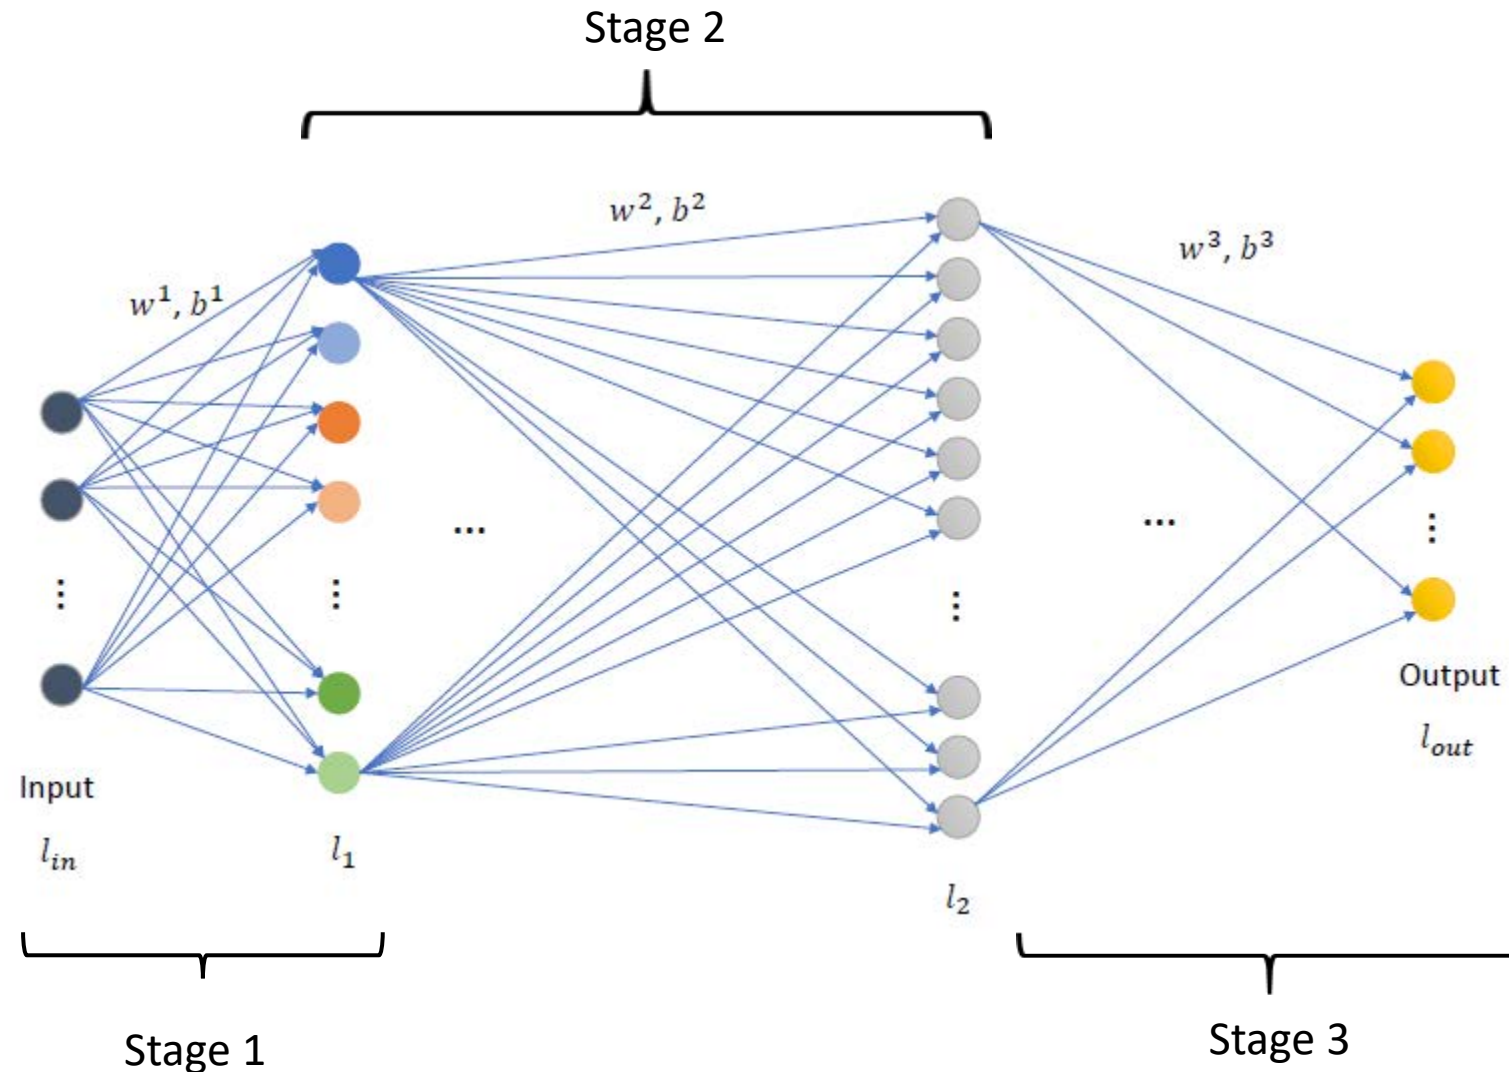 Stage 2
w², b²
w³, b³
w¹, b¹
...
...
⋮
⋮
⋮
⋮
Output
l_out
Input
l_in
l₁
l₂
Stage 1
Stage 3